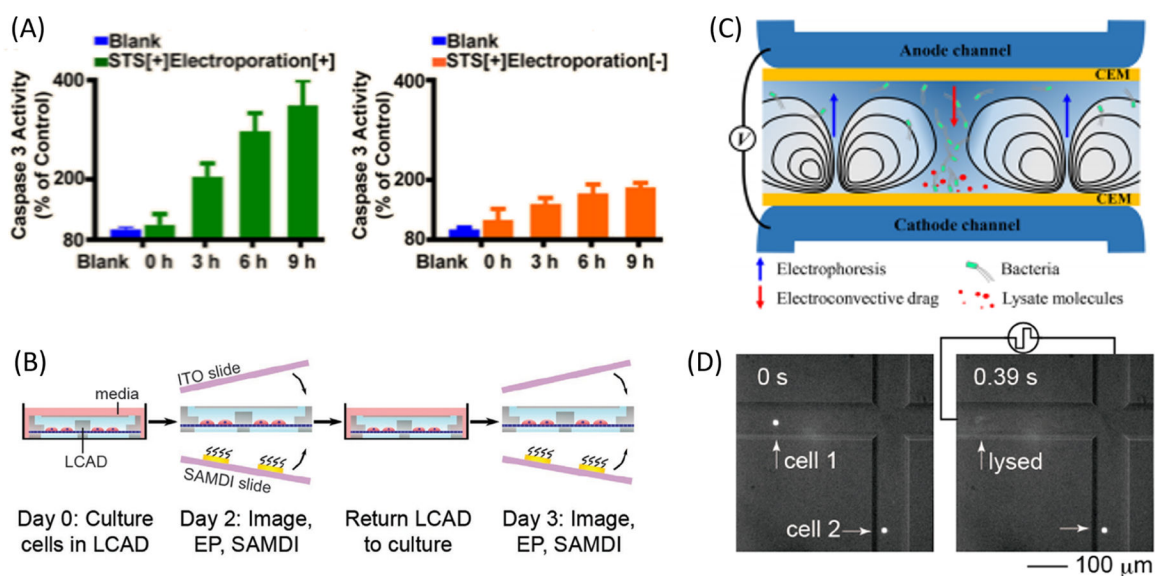 (A)
Blank
STS[+]Electroporation[+]
Caspase 3 Activity
(% of Control)
400
200
80
Blank 0 h 3 h 6 h 9 h
Blank
STS[+]Electroporation[-]
Caspase 3 Activity
(% of Control)
400
200
80
Blank 0 h 3 h 6 h 9 h
(B)
ITO slide
media
LCAD
SAMDI slide
Day 0: Culture
cells in LCAD
Day 2: Image,
EP, SAMDI
Return LCAD
to culture
Day 3: Image,
EP, SAMDI
(C)
Anode channel
CEM
V
CEM
Cathode channel
Electrophoresis
Bacteria
Electroconvective drag
Lysate molecules
(D)
0 s
cell 1
cell 2
0.39 s
lysed
100 μm